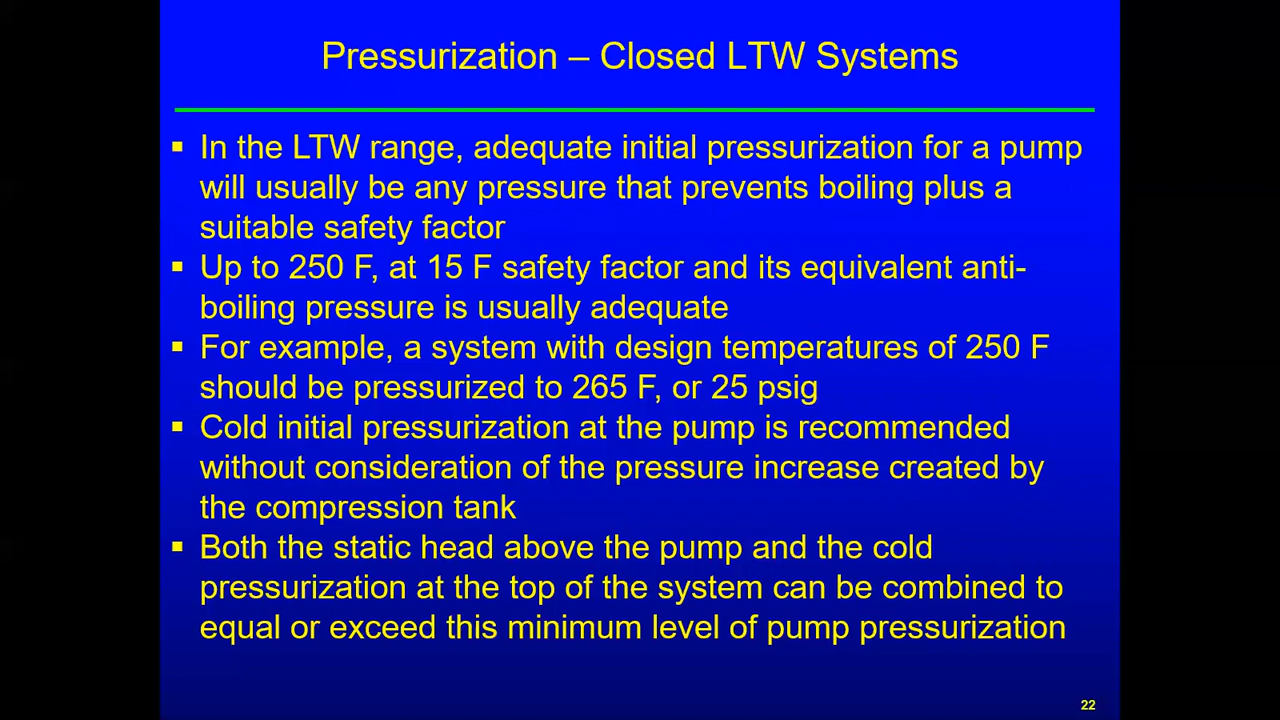 Pressurization – Closed LTW Systems
▪ In the LTW range, adequate initial pressurization for a pump
will usually be any pressure that prevents boiling plus a
suitable safety factor
▪ Up to 250 F, at 15 F safety factor and its equivalent anti-
boiling pressure is usually adequate
▪ For example, a system with design temperatures of 250 F
should be pressurized to 265 F, or 25 psig
▪ Cold initial pressurization at the pump is recommended
without consideration of the pressure increase created by
the compression tank
▪ Both the static head above the pump and the cold
pressurization at the top of the system can be combined to
equal or exceed this minimum level of pump pressurization
22